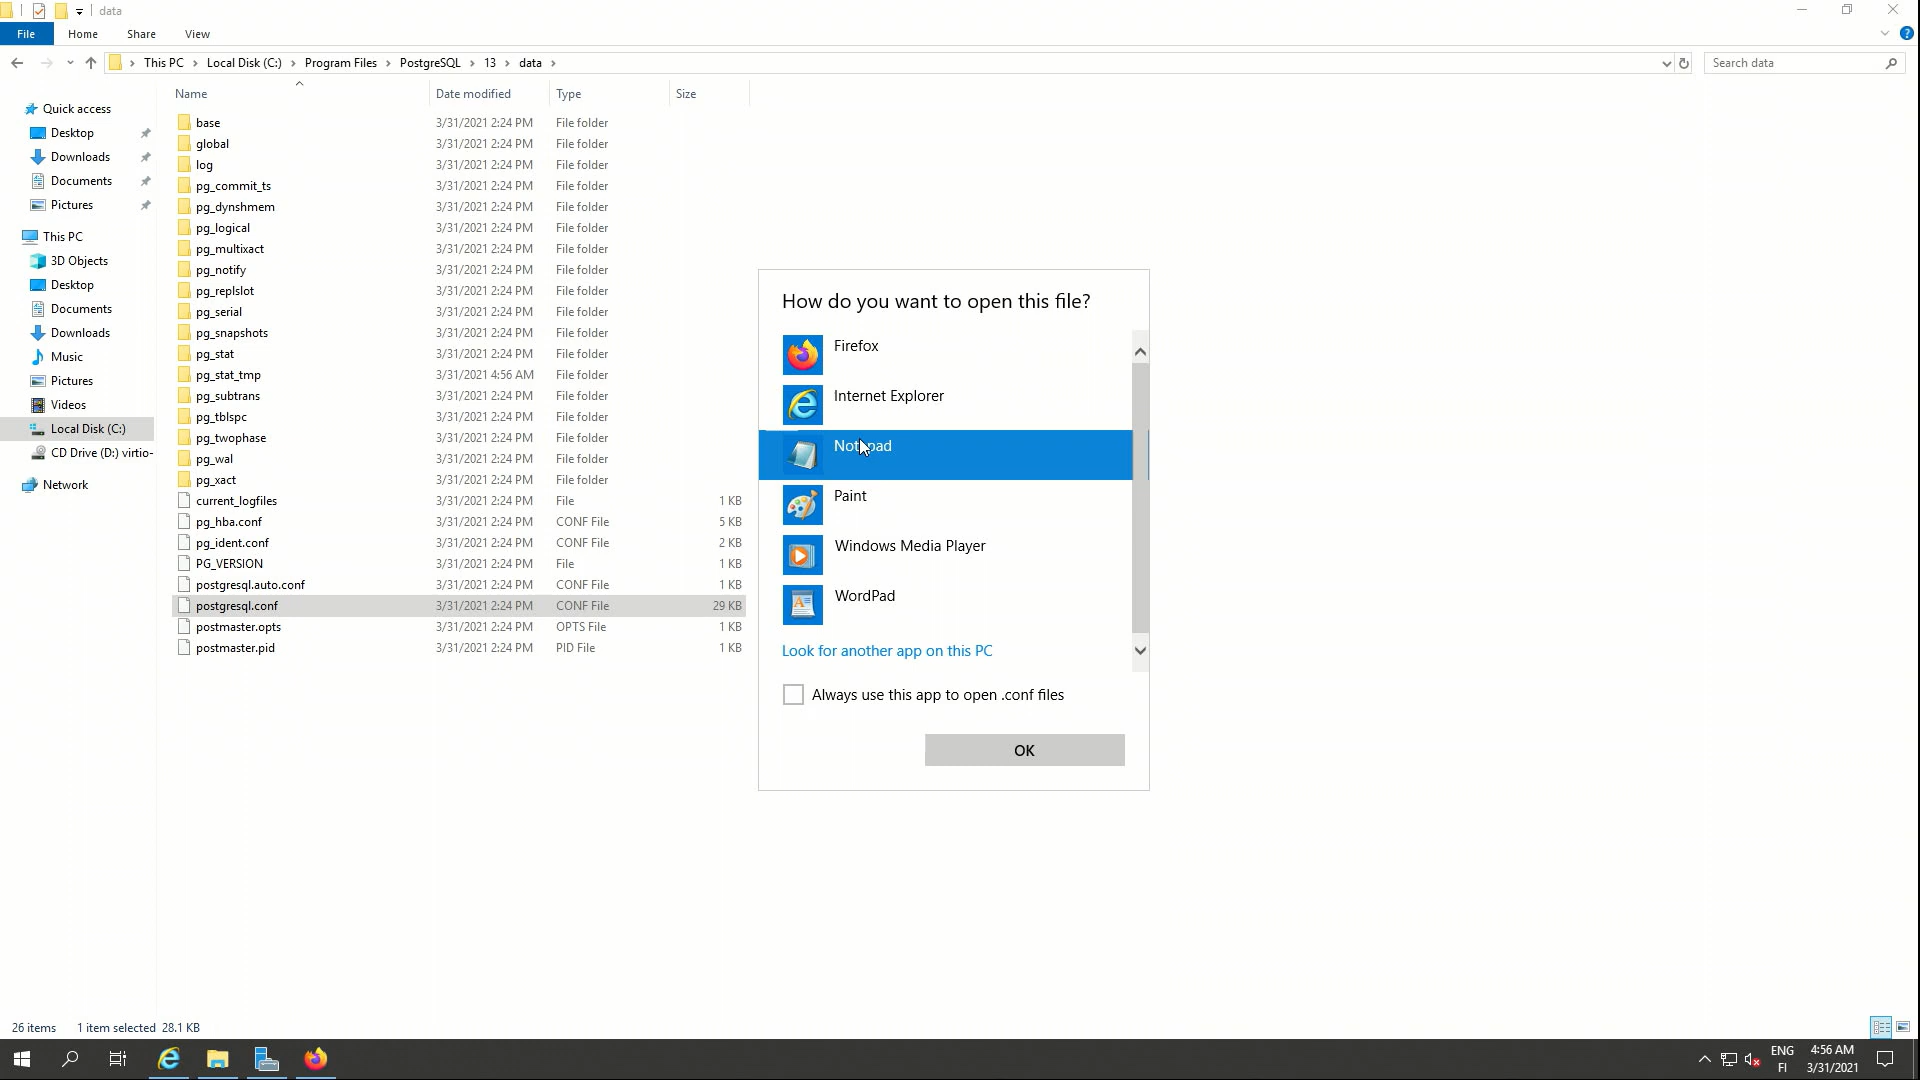 data
File Home Share View
This PC Local Disk (C:) Program Files PostgreSQL 13 data
Search data
Name Date modified Type Size
Quick access
Desktop
Downloads
Documents
Pictures
This PC
3D Objects
Desktop
Documents
Downloads
Music
Pictures
Videos
Local Disk (C:)
CD Drive (D:) virtio-
Network
base 3/31/2021 2:24 PM File folder
global 3/31/2021 2:24 PM File folder
log 3/31/2021 2:24 PM File folder
pg_commit_ts 3/31/2021 2:24 PM File folder
pg_dynshmem 3/31/2021 2:24 PM File folder
pg_logical 3/31/2021 2:24 PM File folder
pg_multixact 3/31/2021 2:24 PM File folder
pg_notify 3/31/2021 2:24 PM File folder
pg_replslot 3/31/2021 2:24 PM File folder
pg_serial 3/31/2021 2:24 PM File folder
pg_snapshots 3/31/2021 2:24 PM File folder
pg_stat 3/31/2021 2:24 PM File folder
pg_stat_tmp 3/31/2021 4:56 AM File folder
pg_subtrans 3/31/2021 2:24 PM File folder
pg_tblspc 3/31/2021 2:24 PM File folder
pg_twophase 3/31/2021 2:24 PM File folder
pg_wal 3/31/2021 2:24 PM File folder
pg_xact 3/31/2021 2:24 PM File folder
current_logfiles 3/31/2021 2:24 PM File 1 KB
pg_hba.conf 3/31/2021 2:24 PM CONF File 5 KB
pg_ident.conf 3/31/2021 2:24 PM CONF File 2 KB
PG_VERSION 3/31/2021 2:24 PM File 1 KB
postgresql.auto.conf 3/31/2021 2:24 PM CONF File 1 KB
postgresql.conf 3/31/2021 2:24 PM CONF File 29 KB
postmaster.opts 3/31/2021 2:24 PM OPTS File 1 KB
postmaster.pid 3/31/2021 2:24 PM PID File 1 KB
How do you want to open this file?
Firefox
Internet Explorer
Notepad
Paint
Windows Media Player
WordPad
Look for another app on this PC
Always use this app to open .conf files
OK
26 items 1 item selected 28.1 KB
ENG
FI
4:56 AM
3/31/2021